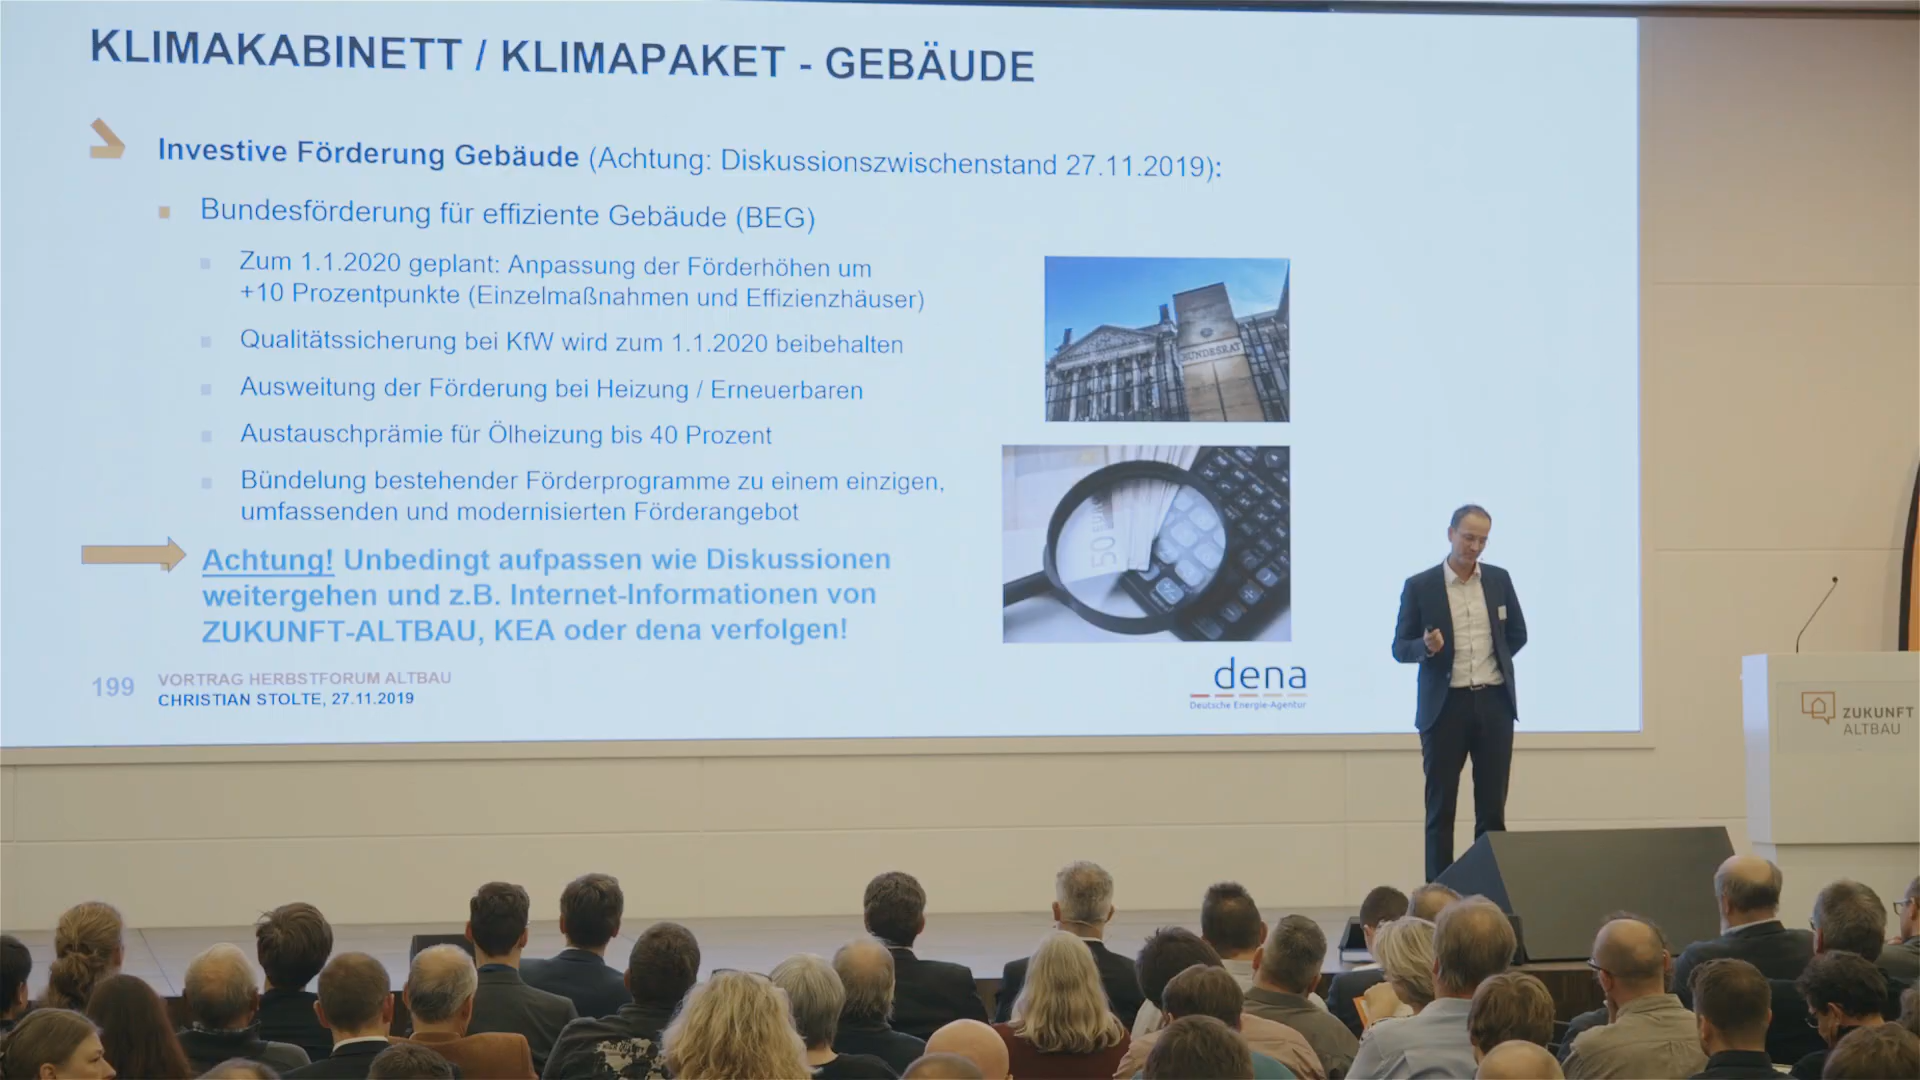 KLIMAKABINETT / KLIMAPAKET - GEBÄUDE
Investive Förderung Gebäude (Achtung: Diskussionszwischenstand 27.11.2019):
Bundesförderung für effiziente Gebäude (BEG)
Zum 1.1.2020 geplant: Anpassung der Förderhöhen um
+10 Prozentpunkte (Einzelmaßnahmen und Effizienzhäuser)
Qualitätssicherung bei KfW wird zum 1.1.2020 beibehalten
Ausweitung der Förderung bei Heizung / Erneuerbaren
Austauschprämie für Ölheizung bis 40 Prozent
Bündelung bestehender Förderprogramme zu einem einzigen,
umfassenden und modernisierten Förderangebot
Achtung! Unbedingt aufpassen wie Diskussionen
weitergehen und z.B. Internet-Informationen von
ZUKUNFT-ALTBAU, KEA oder dena verfolgen!
BUNDESRAT
50 EURO
199
VORTRAG HERBSTFORUM ALTBAU
CHRISTIAN STOLTE, 27.11.2019
dena
Deutsche Energie-Agentur
ZUKUNFT
ALTBAU